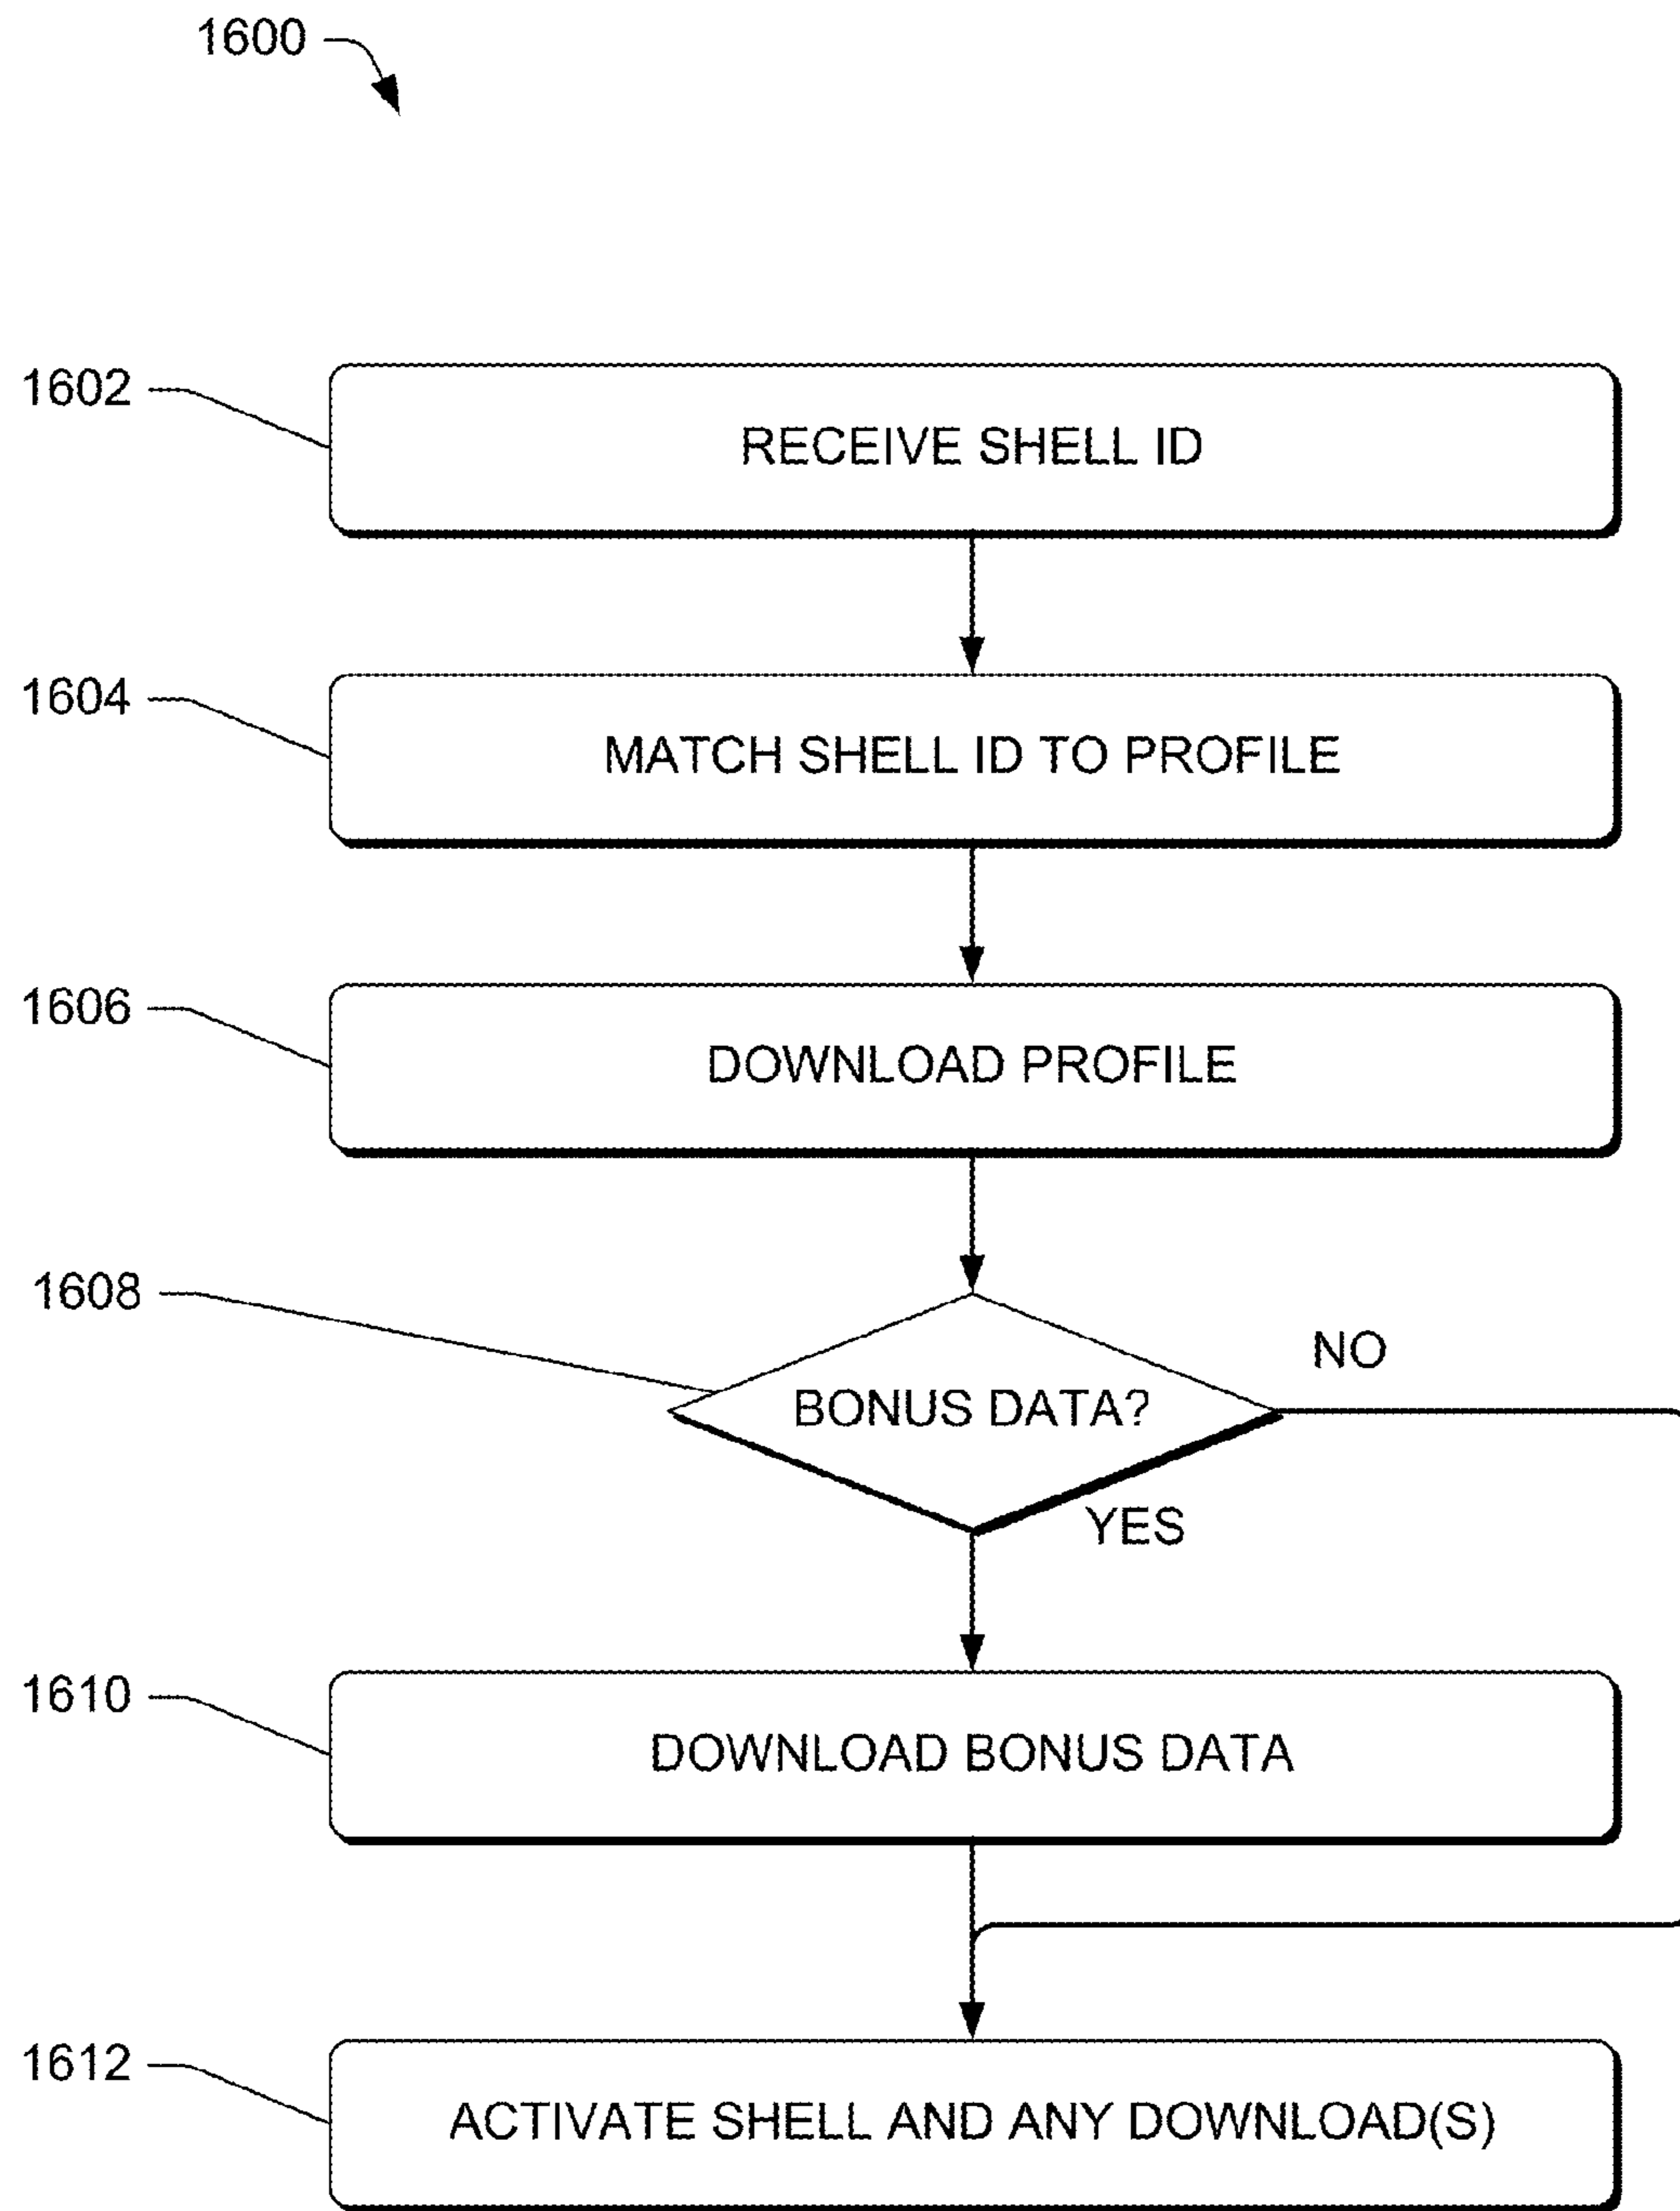 1600
1602
RECEIVE SHELL ID
1604
MATCH SHELL ID TO PROFILE
1606
DOWNLOAD PROFILE
1608
BONUS DATA?
NO
YES
1610
DOWNLOAD BONUS DATA
1612
ACTIVATE SHELL AND ANY DOWNLOAD(S)